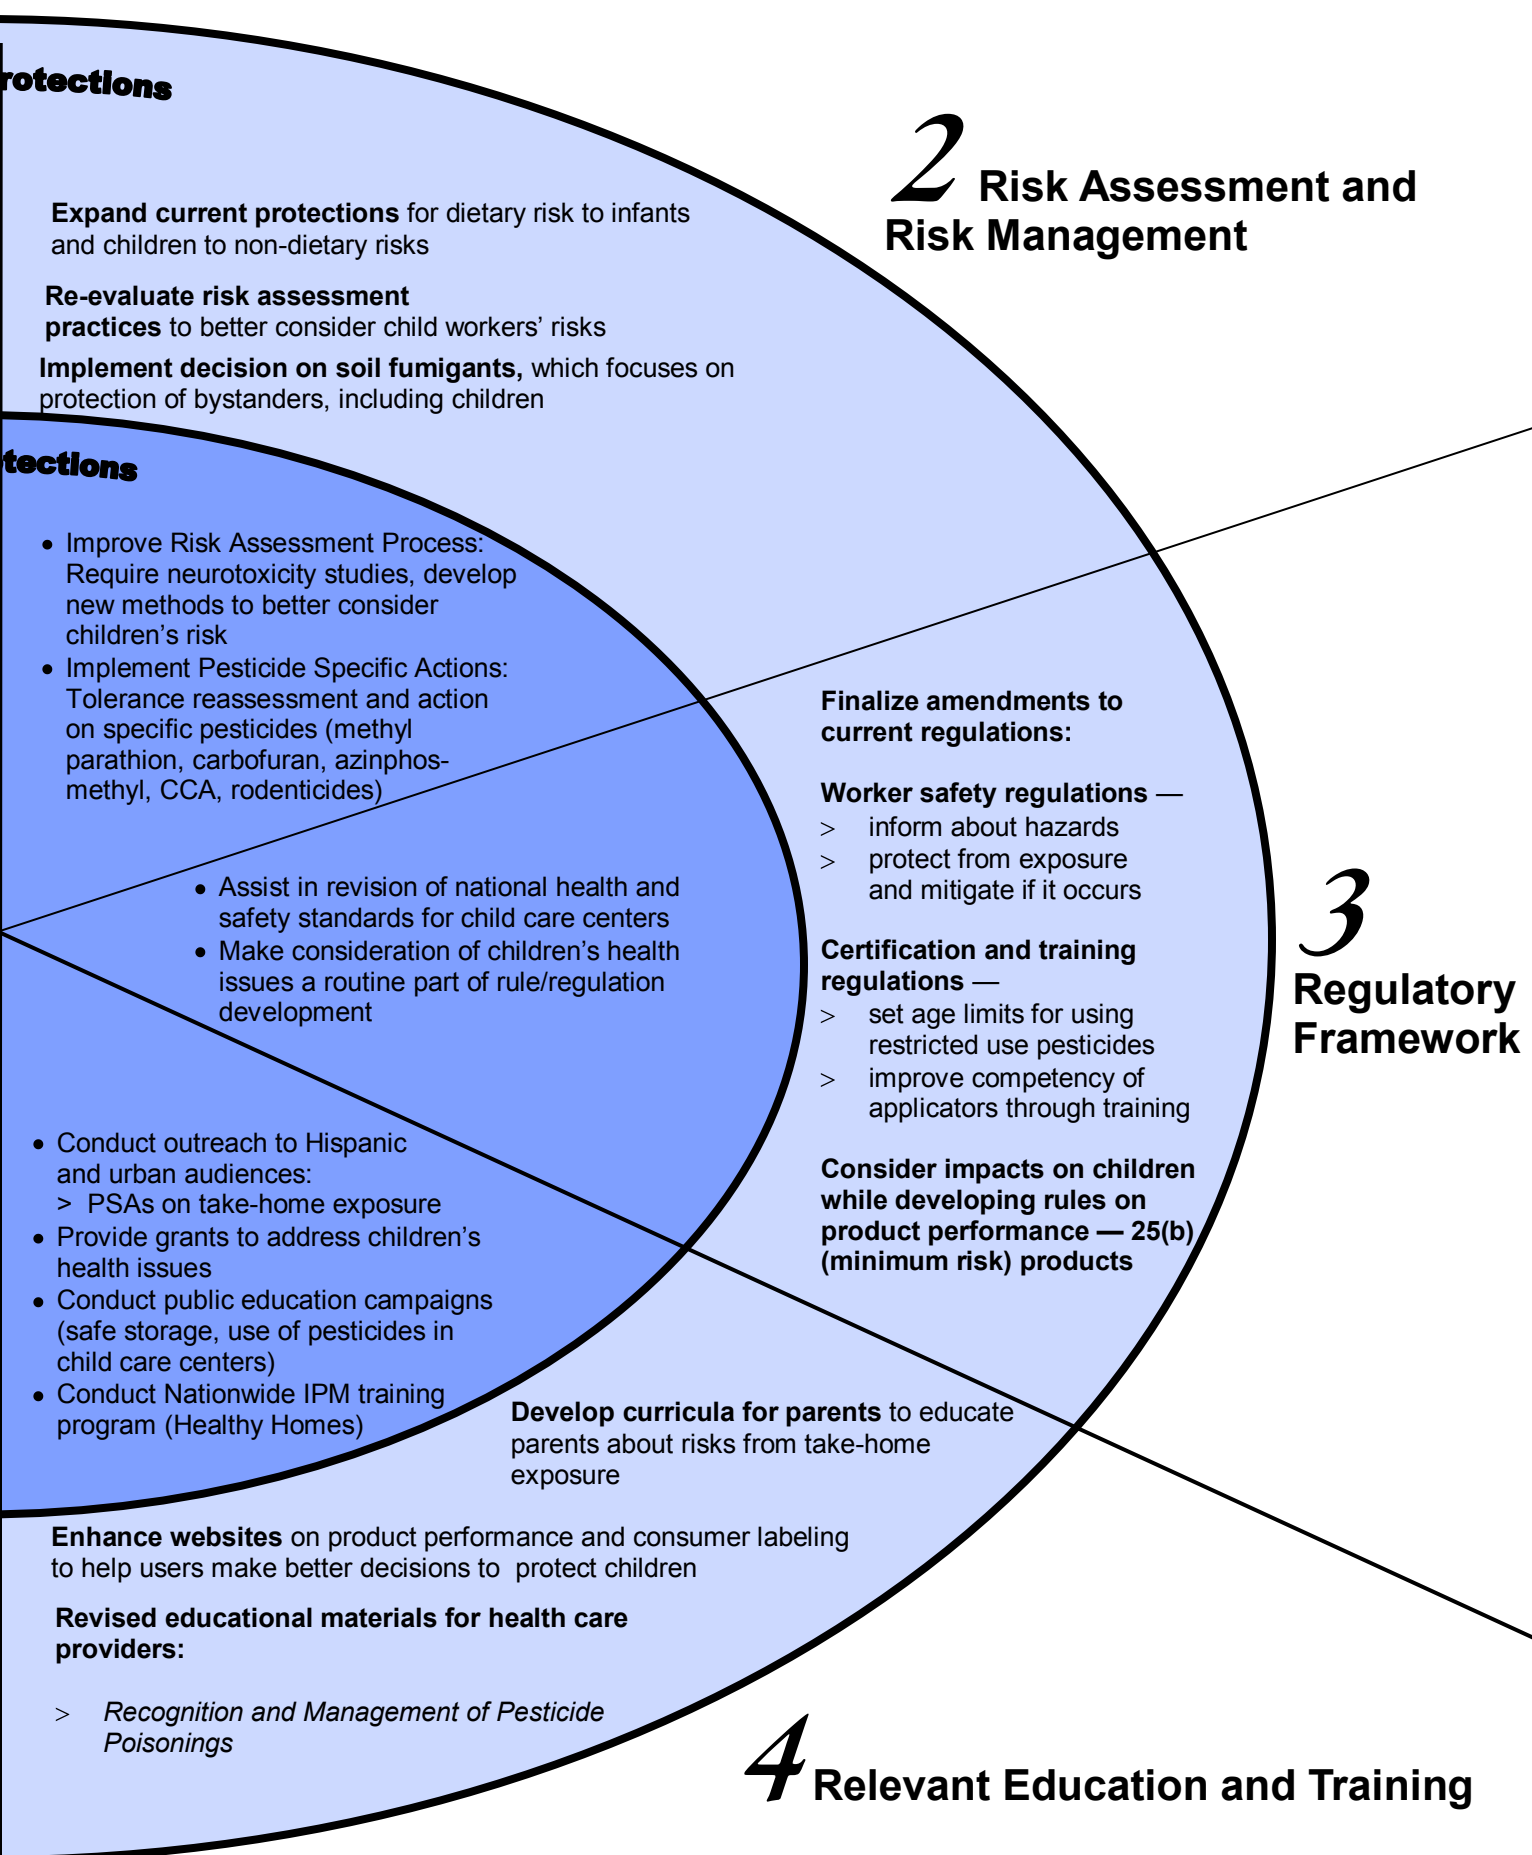 rotections
2 Risk Assessment and
Risk Management
Expand current protections for dietary risk to infants
and children to non-dietary risks
Re-evaluate risk assessment
practices to better consider child workers’ risks
Implement decision on soil fumigants, which focuses on
protection of bystanders, including children
tections
• Improve Risk Assessment Process:
Require neurotoxicity studies, develop
new methods to better consider
children’s risk
• Implement Pesticide Specific Actions:
Tolerance reassessment and action
on specific pesticides (methyl
parathion, carbofuran, azinphos-
methyl, CCA, rodenticides)
• Assist in revision of national health and
safety standards for child care centers
• Make consideration of children’s health
issues a routine part of rule/regulation
development
Finalize amendments to
current regulations:
Worker safety regulations —
> inform about hazards
> protect from exposure
and mitigate if it occurs
Certification and training
regulations —
> set age limits for using
restricted use pesticides
> improve competency of
applicators through training
Consider impacts on children
while developing rules on
product performance — 25(b)
(minimum risk) products
3
Regulatory
Framework
• Conduct outreach to Hispanic
and urban audiences:
> PSAs on take-home exposure
• Provide grants to address children’s
health issues
• Conduct public education campaigns
(safe storage, use of pesticides in
child care centers)
• Conduct Nationwide IPM training
program (Healthy Homes)
Develop curricula for parents to educate
parents about risks from take-home
exposure
Enhance websites on product performance and consumer labeling
to help users make better decisions to protect children
Revised educational materials for health care
providers:
> Recognition and Management of Pesticide
Poisonings
4 Relevant Education and Training